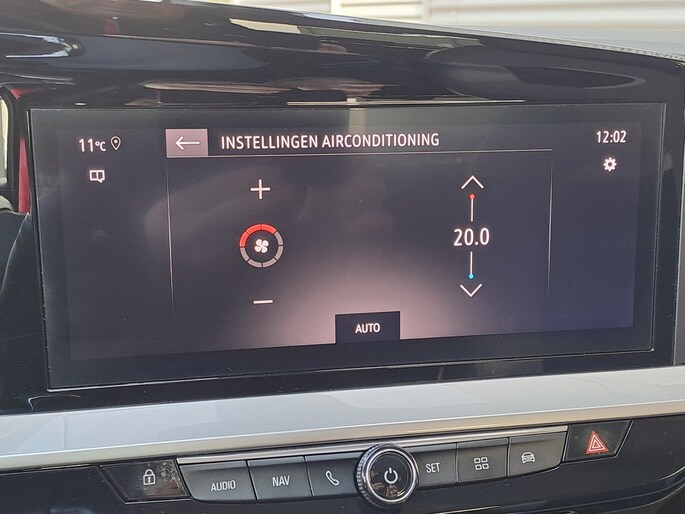 11°C
INSTELLINGEN AIRCONDITIONING
12:02
20.0
AUTO
AUDIO
NAV
SET